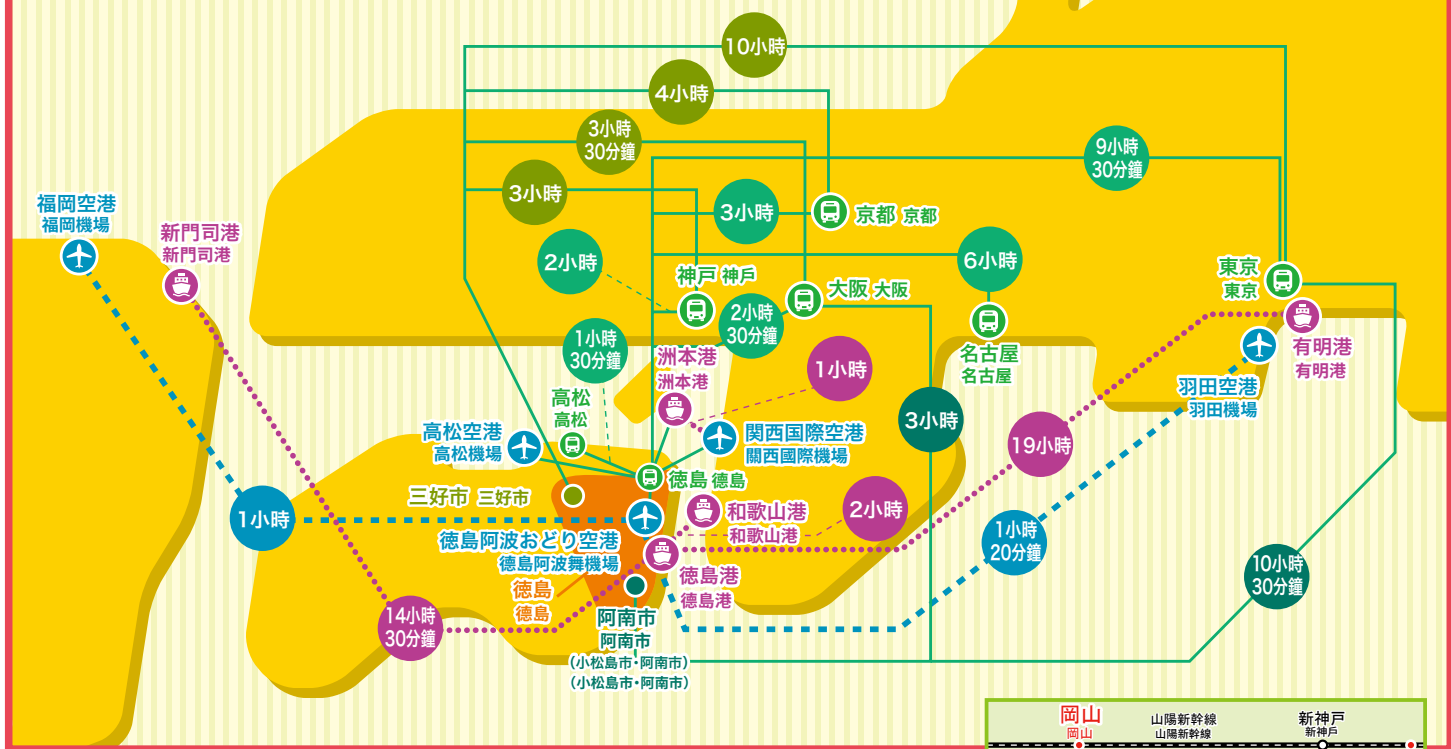 10小時
4小時
3小時
30分鐘
9小時
30分鐘
3小時
3小時
福岡空港
福岡機場
新門司港
新門司港
京都 京都
2小時
6小時
神戸 神戶
大阪 大阪
東京
東京
2小時
30分鐘
1小時
30分鐘
洲本港
洲本港
1小時
名古屋
名古屋
有明港
有明港
羽田空港
羽田機場
高松
高松
3小時
高松空港
高松機場
関西国際空港
關西國際機場
19小時
徳島 德島
三好市 三好市
1小時
和歌山港
和歌山港
2小時
徳島阿波おどり空港
德島阿波舞機場
1小時
20分鐘
徳島
德島
徳島港
德島港
10小時
30分鐘
14小時
30分鐘
阿南市
阿南市
(小松島市・阿南市)
(小松島市・阿南市)
岡山
岡山
山陽新幹線
山陽新幹線
新神戸
新神戶